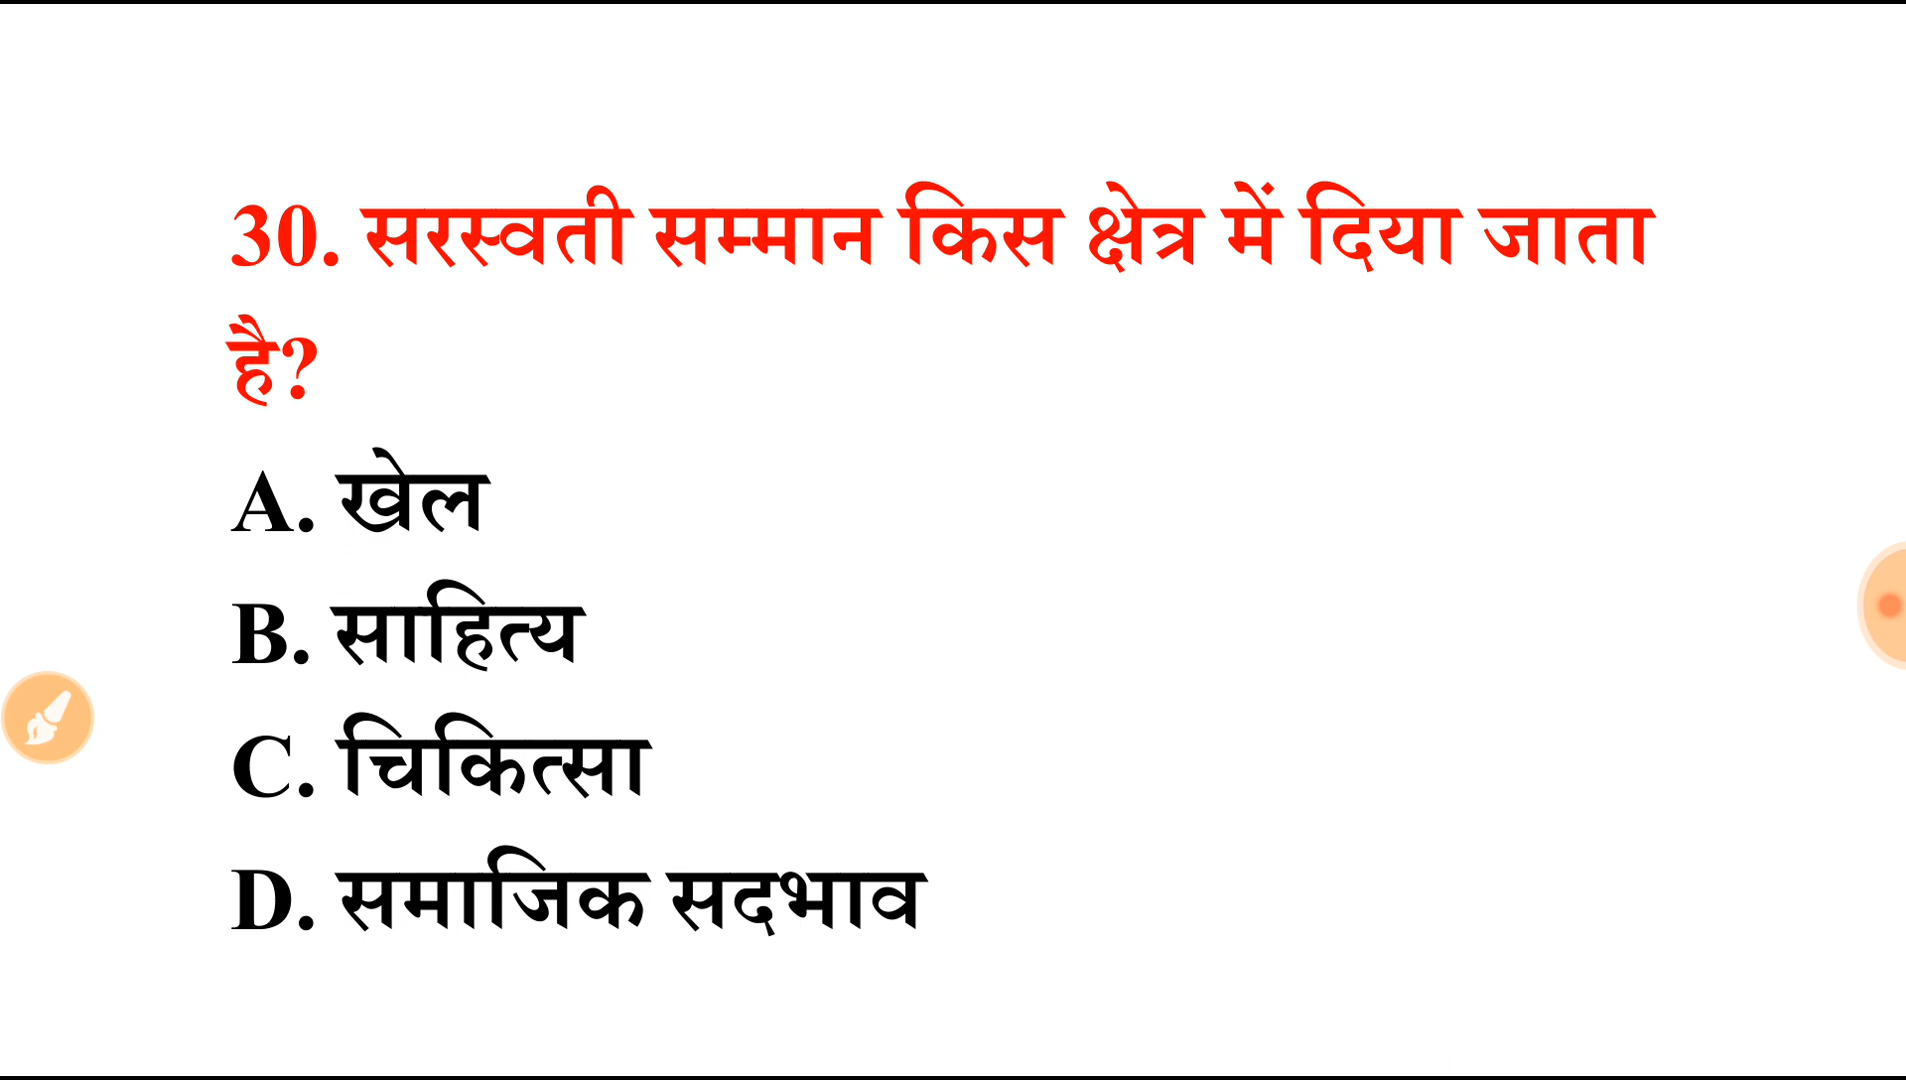 30. सरस्वती सम्मान किस क्षेत्र में दिया जाता
है?
A. खेल
B. साहित्य
C. चिकित्सा
D. समाजिक सदभाव